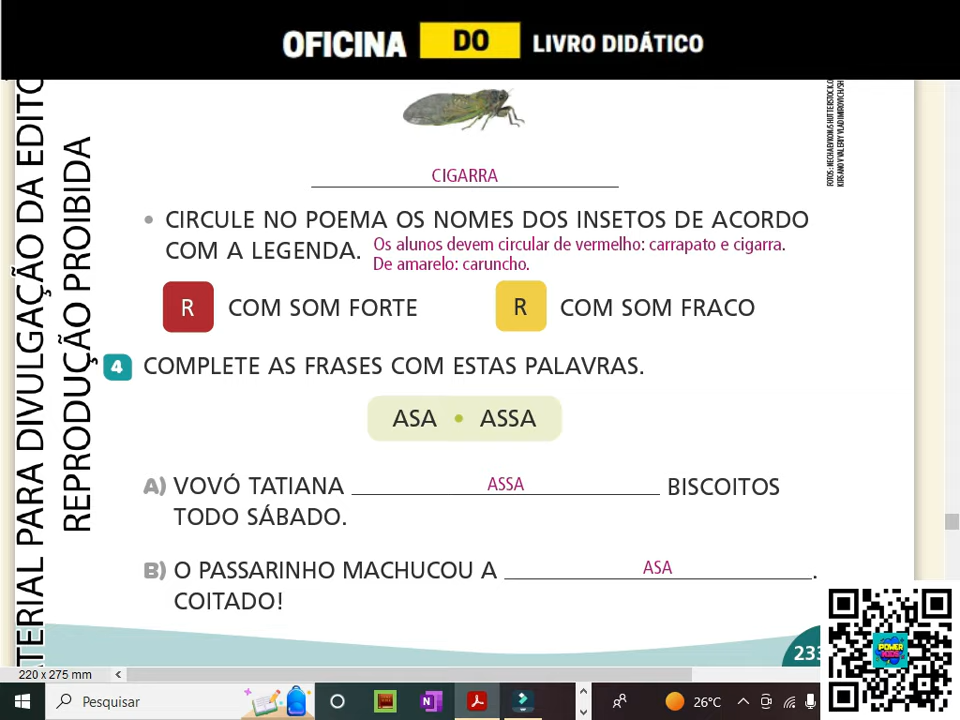 OFICINA DO LIVRO DIDÁTICO
CIGARRA
• CIRCULE NO POEMA OS NOMES DOS INSETOS DE ACORDO
COM A LEGENDA. Os alunos devem circular de vermelho: carrapato e cigarra.
De amarelo: caruncho.
R COM SOM FORTE
R COM SOM FRACO
4 COMPLETE AS FRASES COM ESTAS PALAVRAS.
ASA • ASSA
A) VOVÓ TATIANA ASSA BISCOITOS
TODO SÁBADO.
B) O PASSARINHO MACHUCOU A ASA.
COITADO!
233
REPRODUÇÃO PROIBIDA
PARA DIVULGAÇÃO DA
POWER KIDS
220 x 275 mm
Pesquisar
26°C